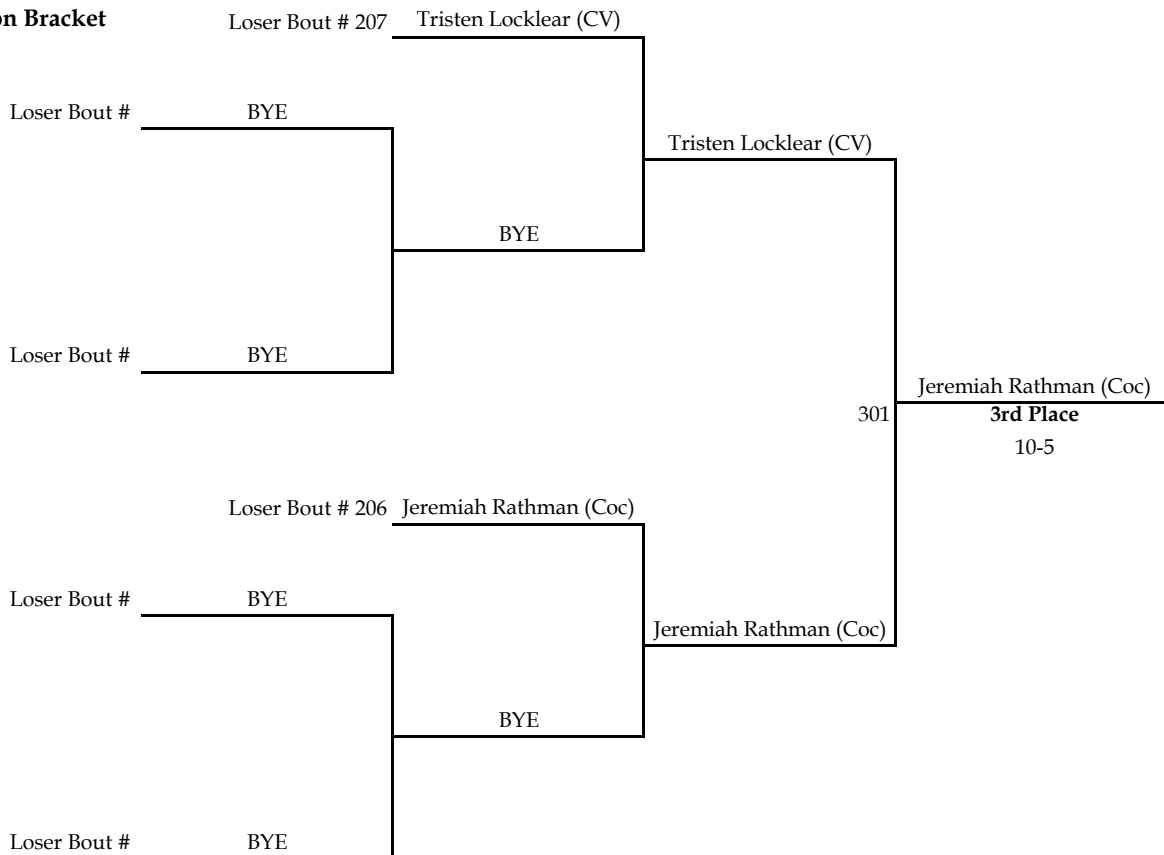 on Bracket
Loser Bout # 207 Tristen Locklear (CV)
Loser Bout # BYE
Tristen Locklear (CV)
BYE
Loser Bout # BYE
Jeremiah Rathman (Coc)
301 3rd Place
10-5
Loser Bout # 206 Jeremiah Rathman (Coc)
Loser Bout # BYE
Jeremiah Rathman (Coc)
BYE
Loser Bout # BYE